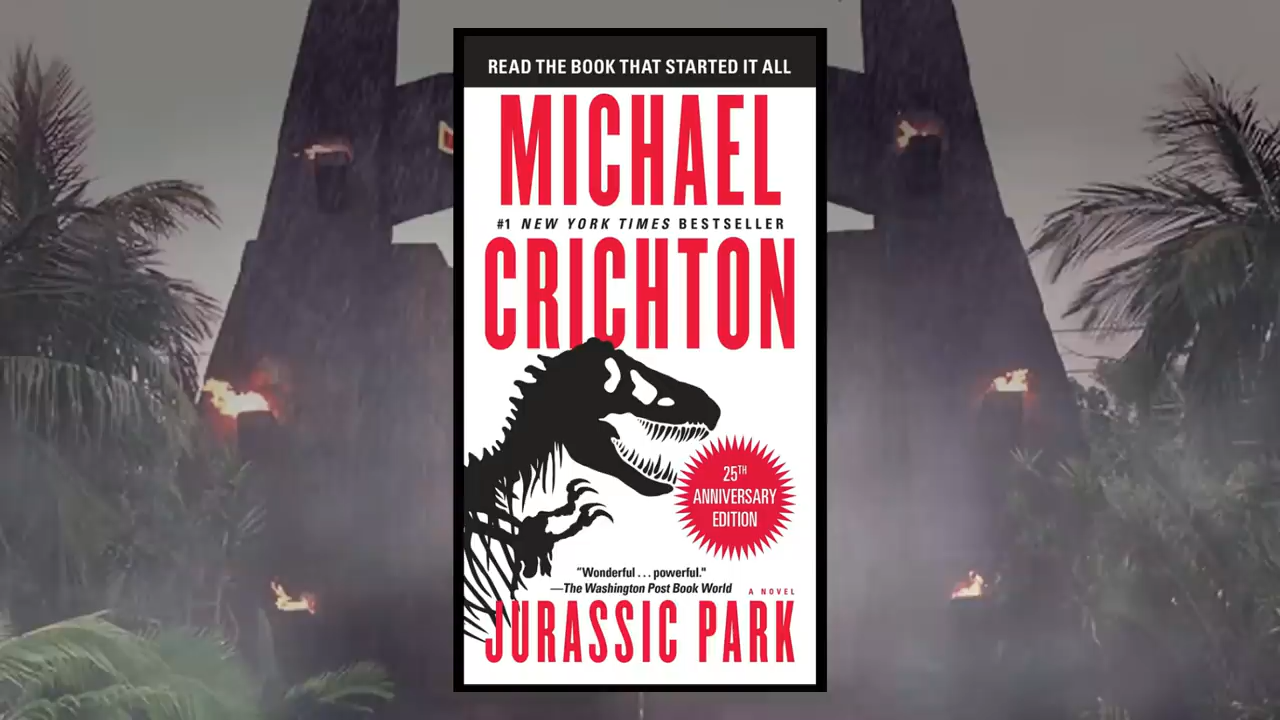 READ THE BOOK THAT STARTED IT ALL
MICHAEL
#1 NEW YORK TIMES BESTSELLER
CRICHTON
25TH
ANNIVERSARY
EDITION
"Wonderful . . . powerful."
—The Washington Post Book World
A NOVEL
JURASSIC PARK